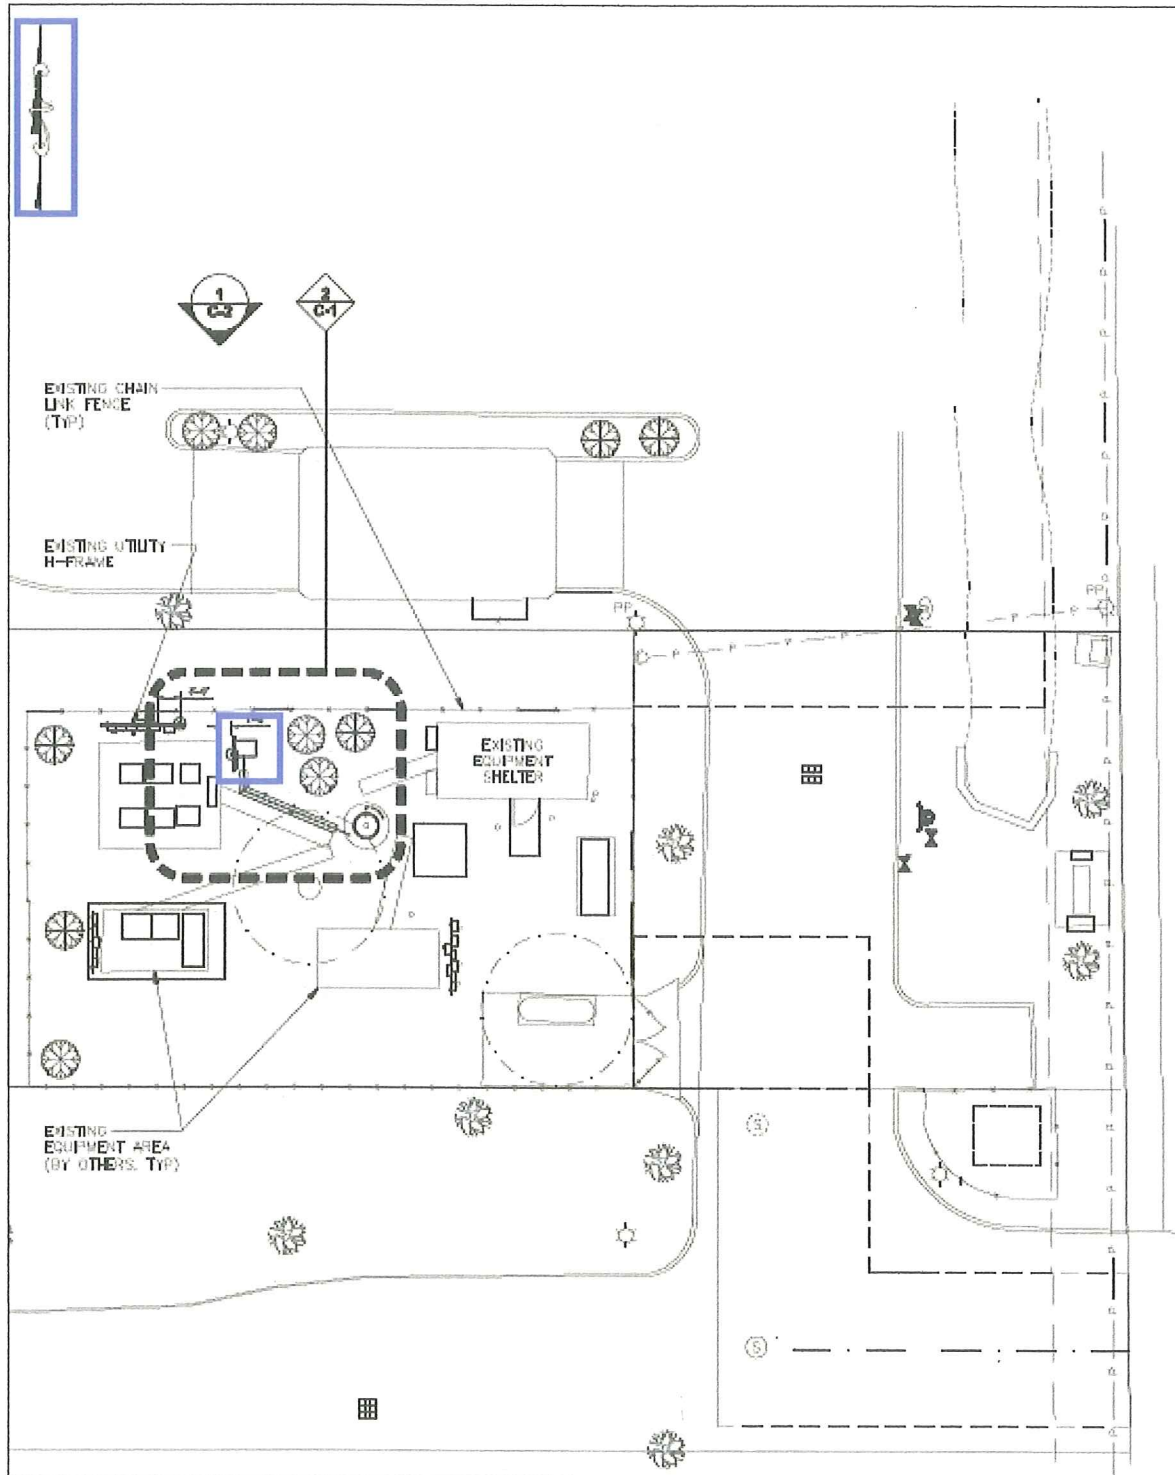 1
C-2
2
C-1
EXISTING CHAIN
LINK FENCE
(TYP)
EXISTING UTILITY
H-FRAME
PP
PP
EXISTING
EQUIPMENT
SHELTER
EXISTING
EQUIPMENT AREA
(BY OTHERS, TYP)
S
S